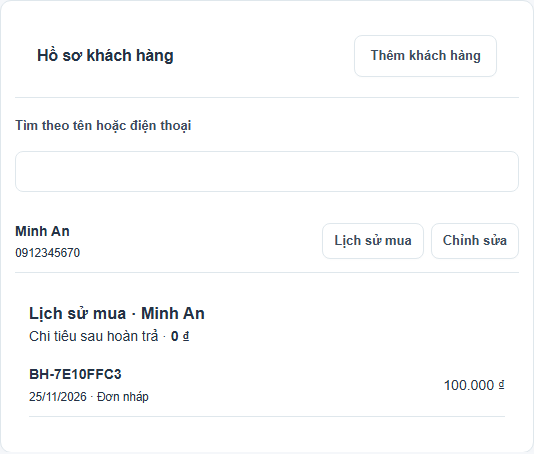 Hồ sơ khách hàng
Thêm khách hàng
Tìm theo tên hoặc điện thoại
Minh An
0912345670
Lịch sử mua
Chỉnh sửa
Lịch sử mua · Minh An
Chi tiêu sau hoàn trả · 0 ₫
BH-7E10FFC3
25/11/2026 · Đơn nháp
100.000 ₫